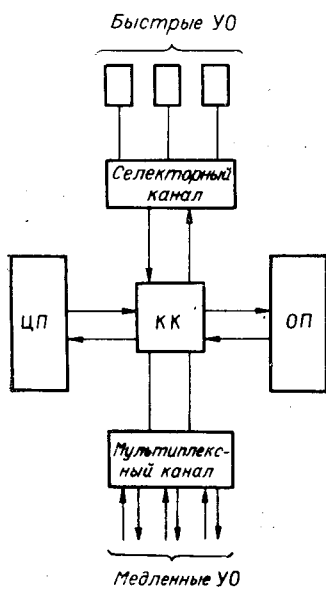 Быстрые УО
Селекторный
канал
ЦП
КК
ОП
Мультиплекс-
ный канал
Медленные УО